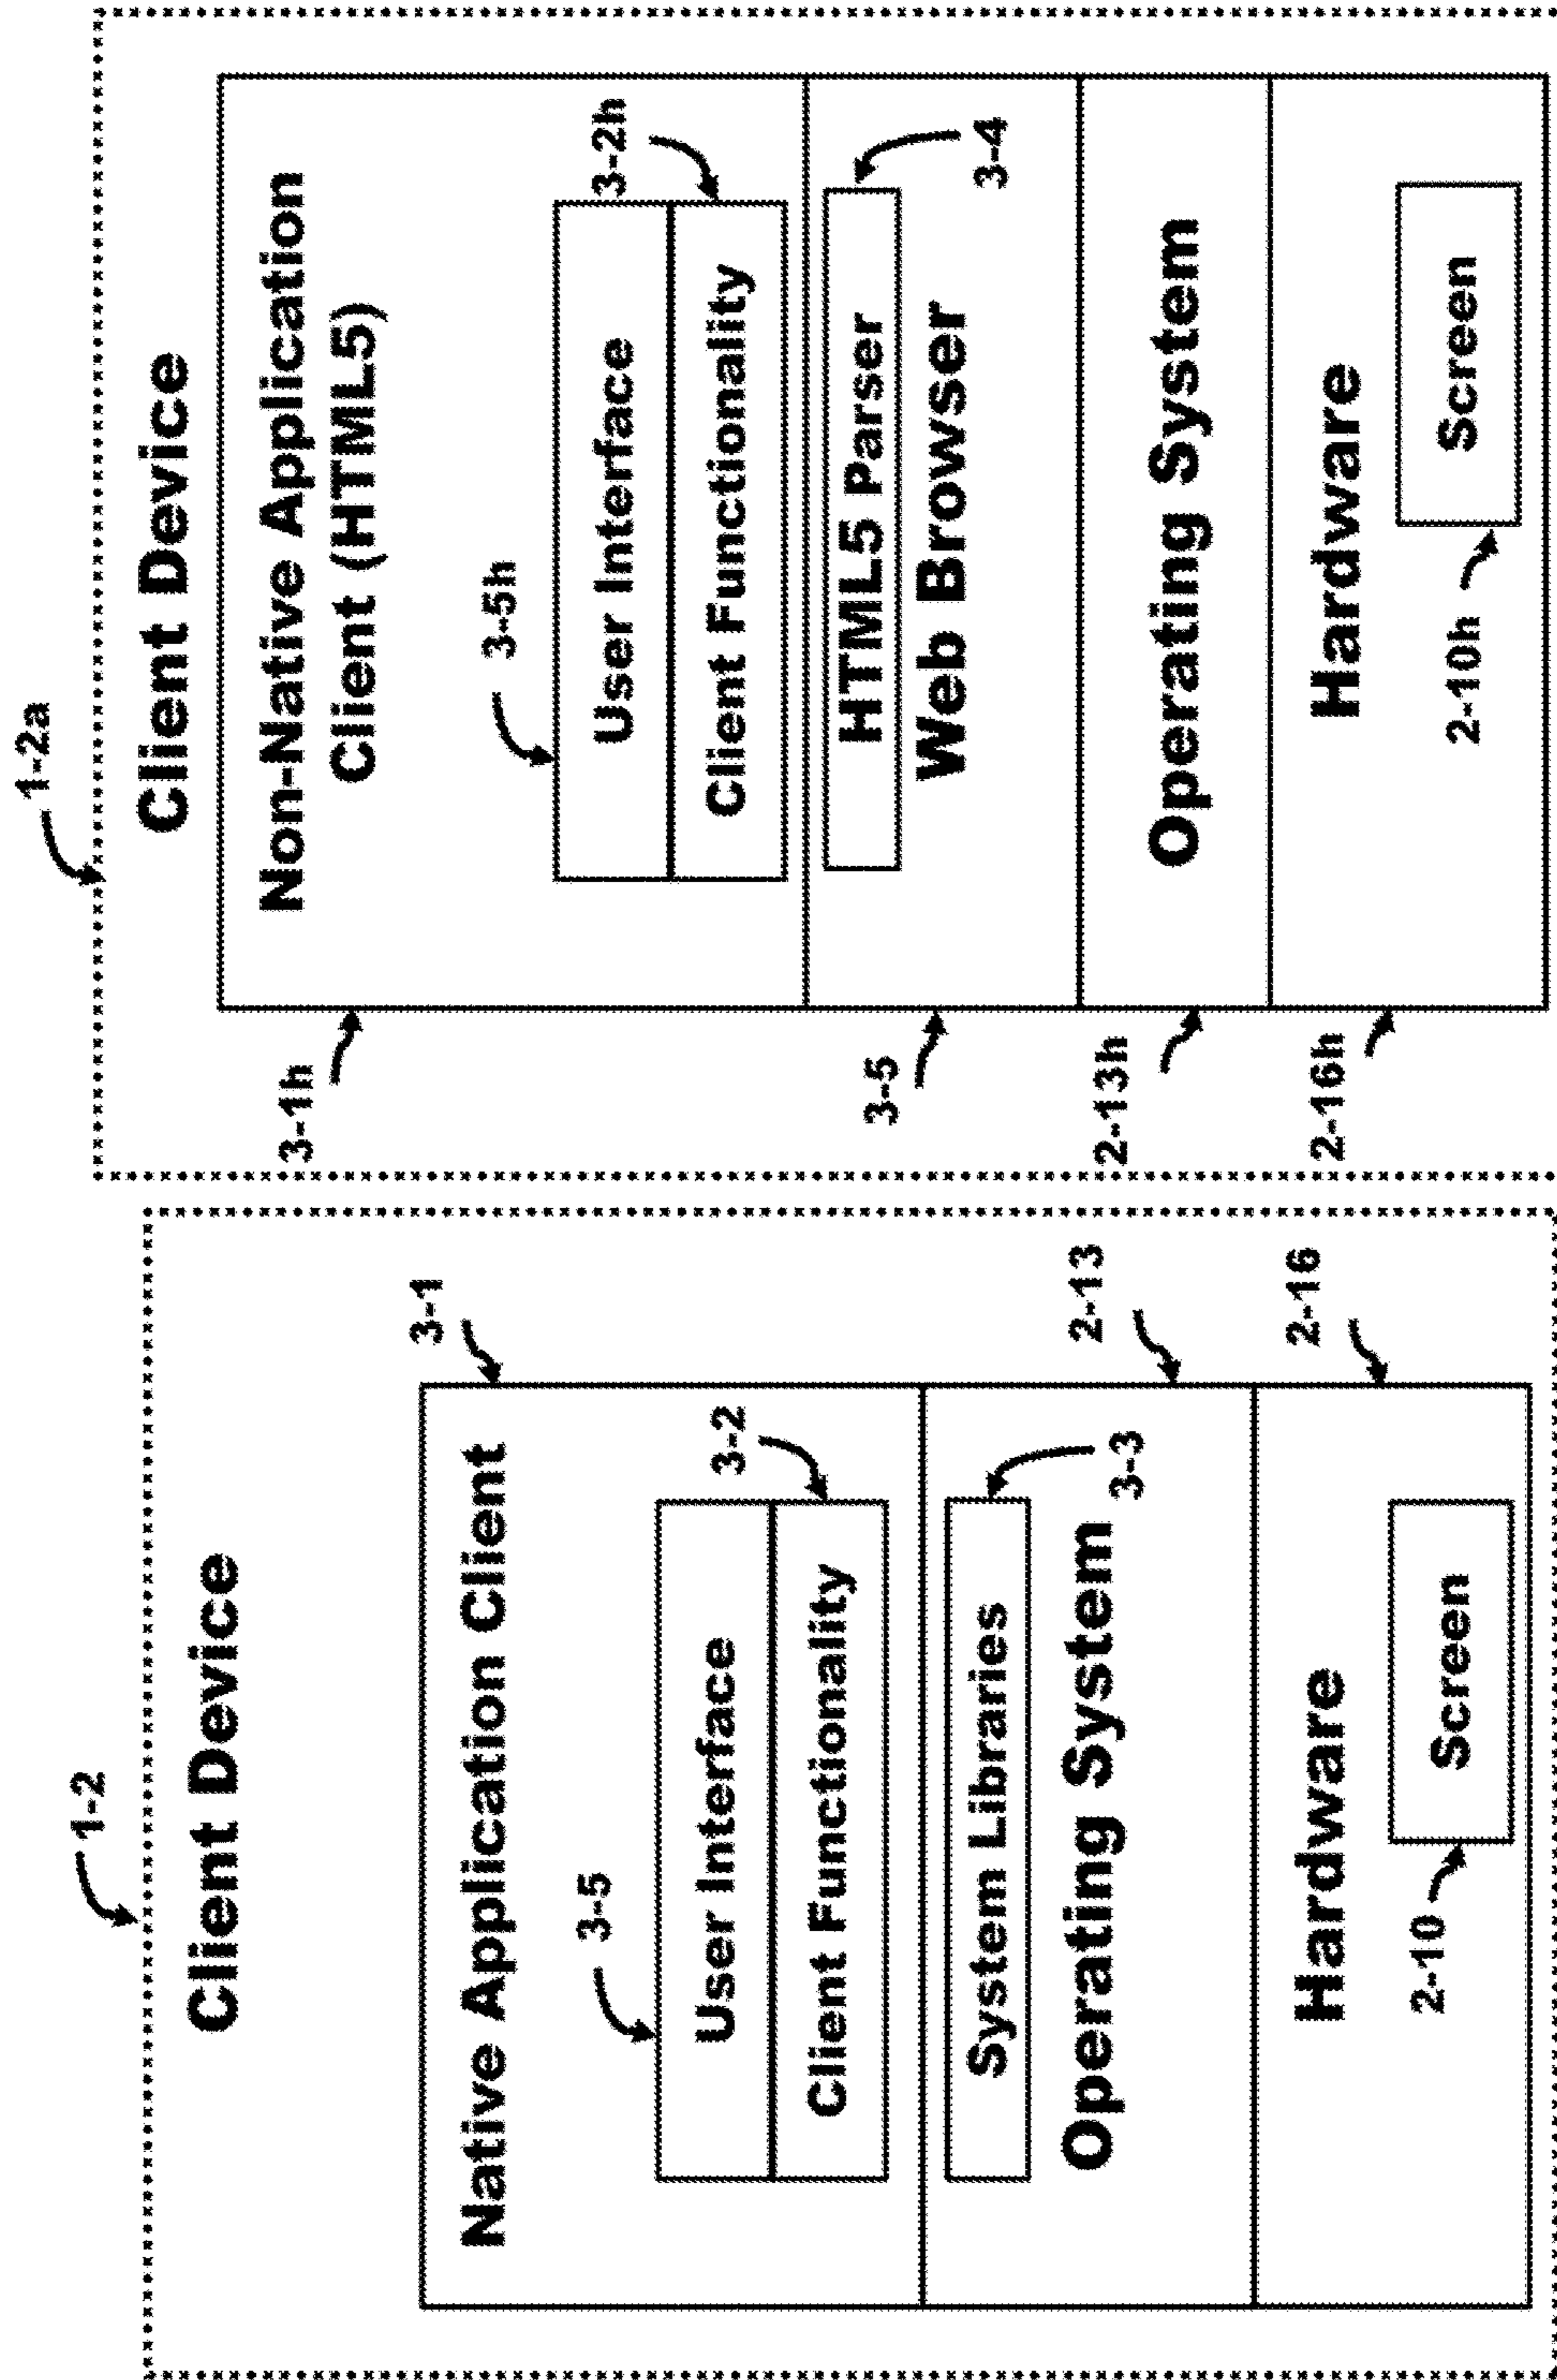 1-2
Client Device
3-1
Native Application Client
3-5
3-2
User Interface
Client Functionality
System Libraries
3-3
Operating System
2-13
Hardware
2-16
2-10
Screen
1-2a
Client Device
3-1h
Non-Native Application
Client (HTML5)
3-5h
3-2h
User Interface
Client Functionality
HTML5 Parser
3-4
3-5
Web Browser
2-13h
Operating System
2-16h
Hardware
2-10h
Screen